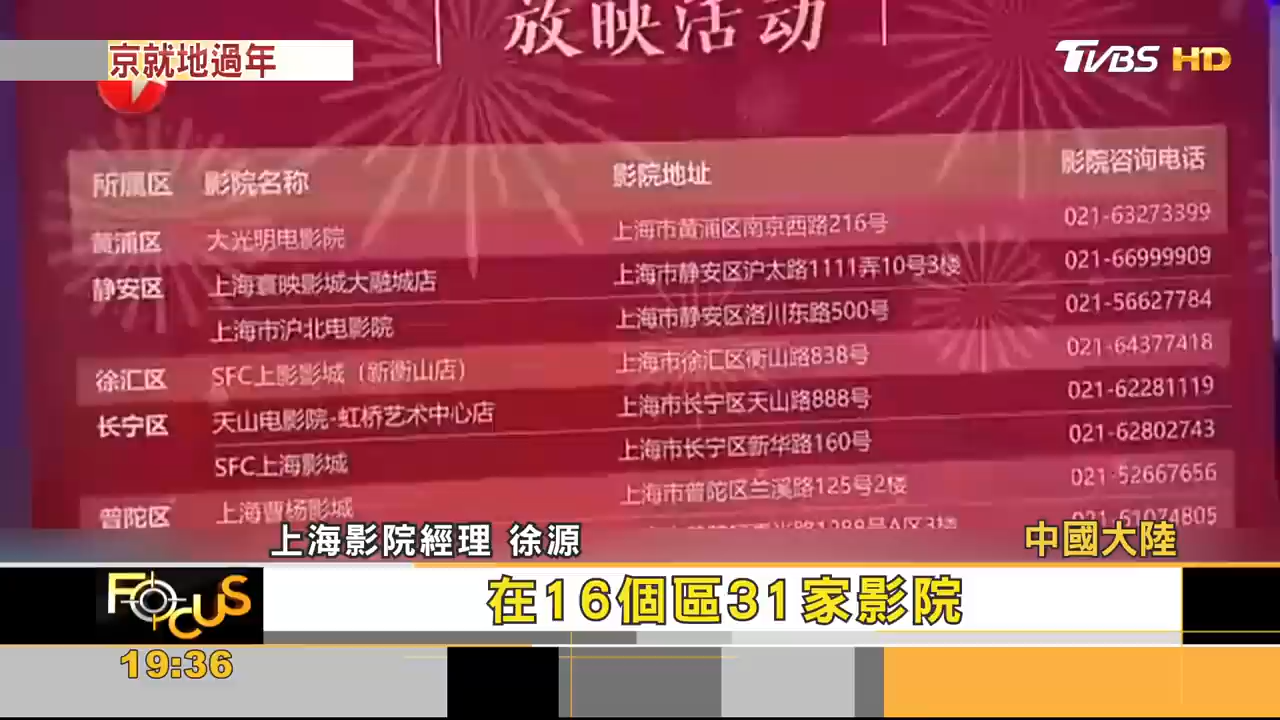 放映活动
京就地過年
TVBS HD
所属区 影院名称 影院地址 影院咨询电话
黄浦区 大光明电影院 上海市黄浦区南京西路216号 021-63273399
静安区 上海寰映影城大融城店 上海市静安区沪太路1111弄10号3楼 021-66999909
上海市沪北电影院 上海市静安区洛川东路500号 021-56627784
徐汇区 SFC上影影城（新衡山店） 上海市徐汇区衡山路838号 021-64377418
长宁区 天山电影院-虹桥艺术中心店 上海市长宁区天山路888号 021-62281119
SFC上海影城 上海市长宁区新华路160号 021-62802743
普陀区 上海曹杨影城 上海市普陀区兰溪路125号2楼 021-52667656
021-61074805
上海影院經理 徐源
中國大陸
FOCUS
在16個區31家影院
19:36